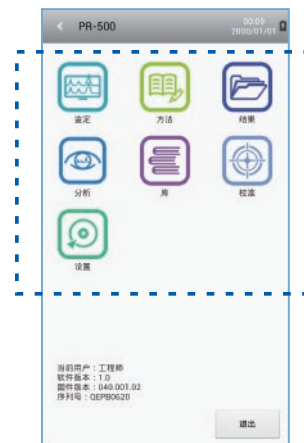 PR-500
00:09
2000/01/01
鉴定
方法
结果
分析
库
校准
设置
当前用户：工程师
软件版本：1.0
固件版本：040.001.02
序列号：QEPB0620
退出